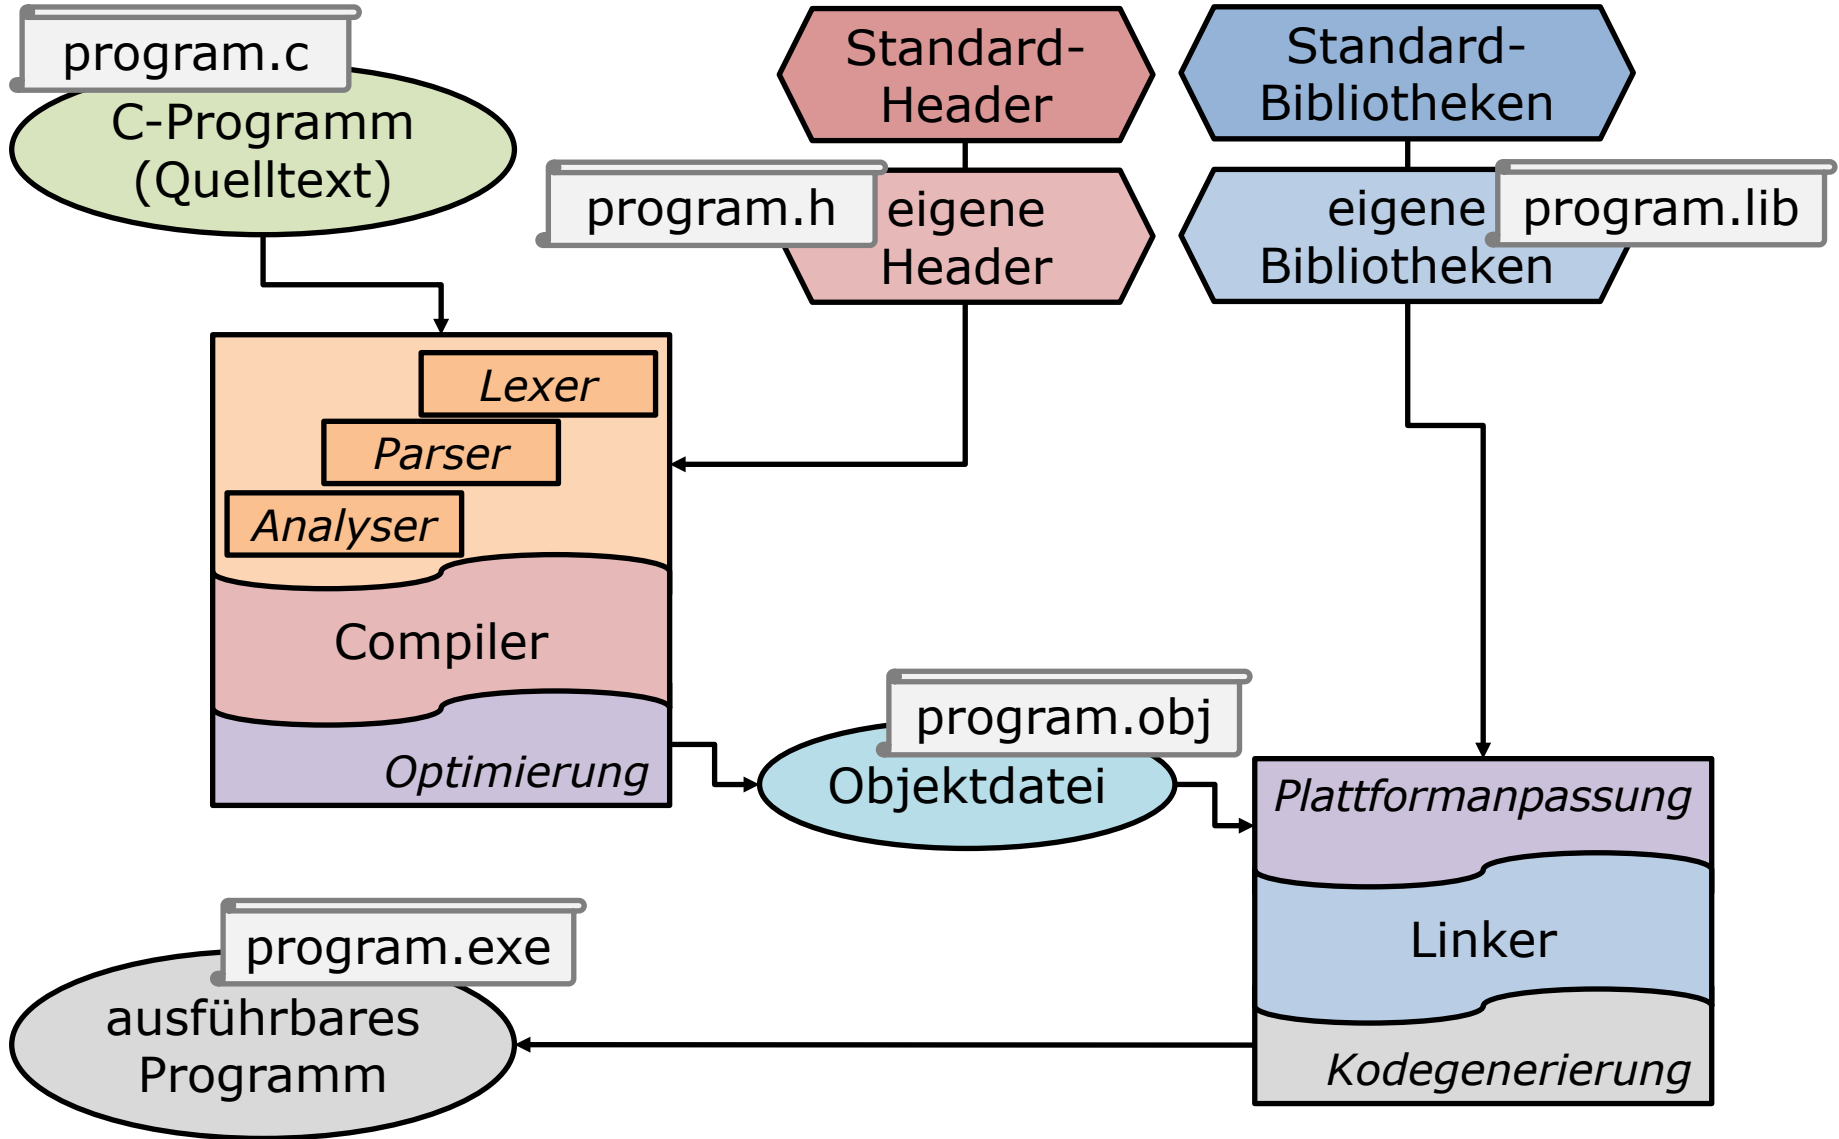 program.c
C-Programm
(Quelltext)
Standard-
Header
Standard-
Bibliotheken
program.h
eigene
Header
eigene
Bibliotheken
program.lib
Lexer
Parser
Analyser
Compiler
Optimierung
program.obj
Objektdatei
Plattformanpassung
Linker
Kodegenerierung
program.exe
ausführbares
Programm